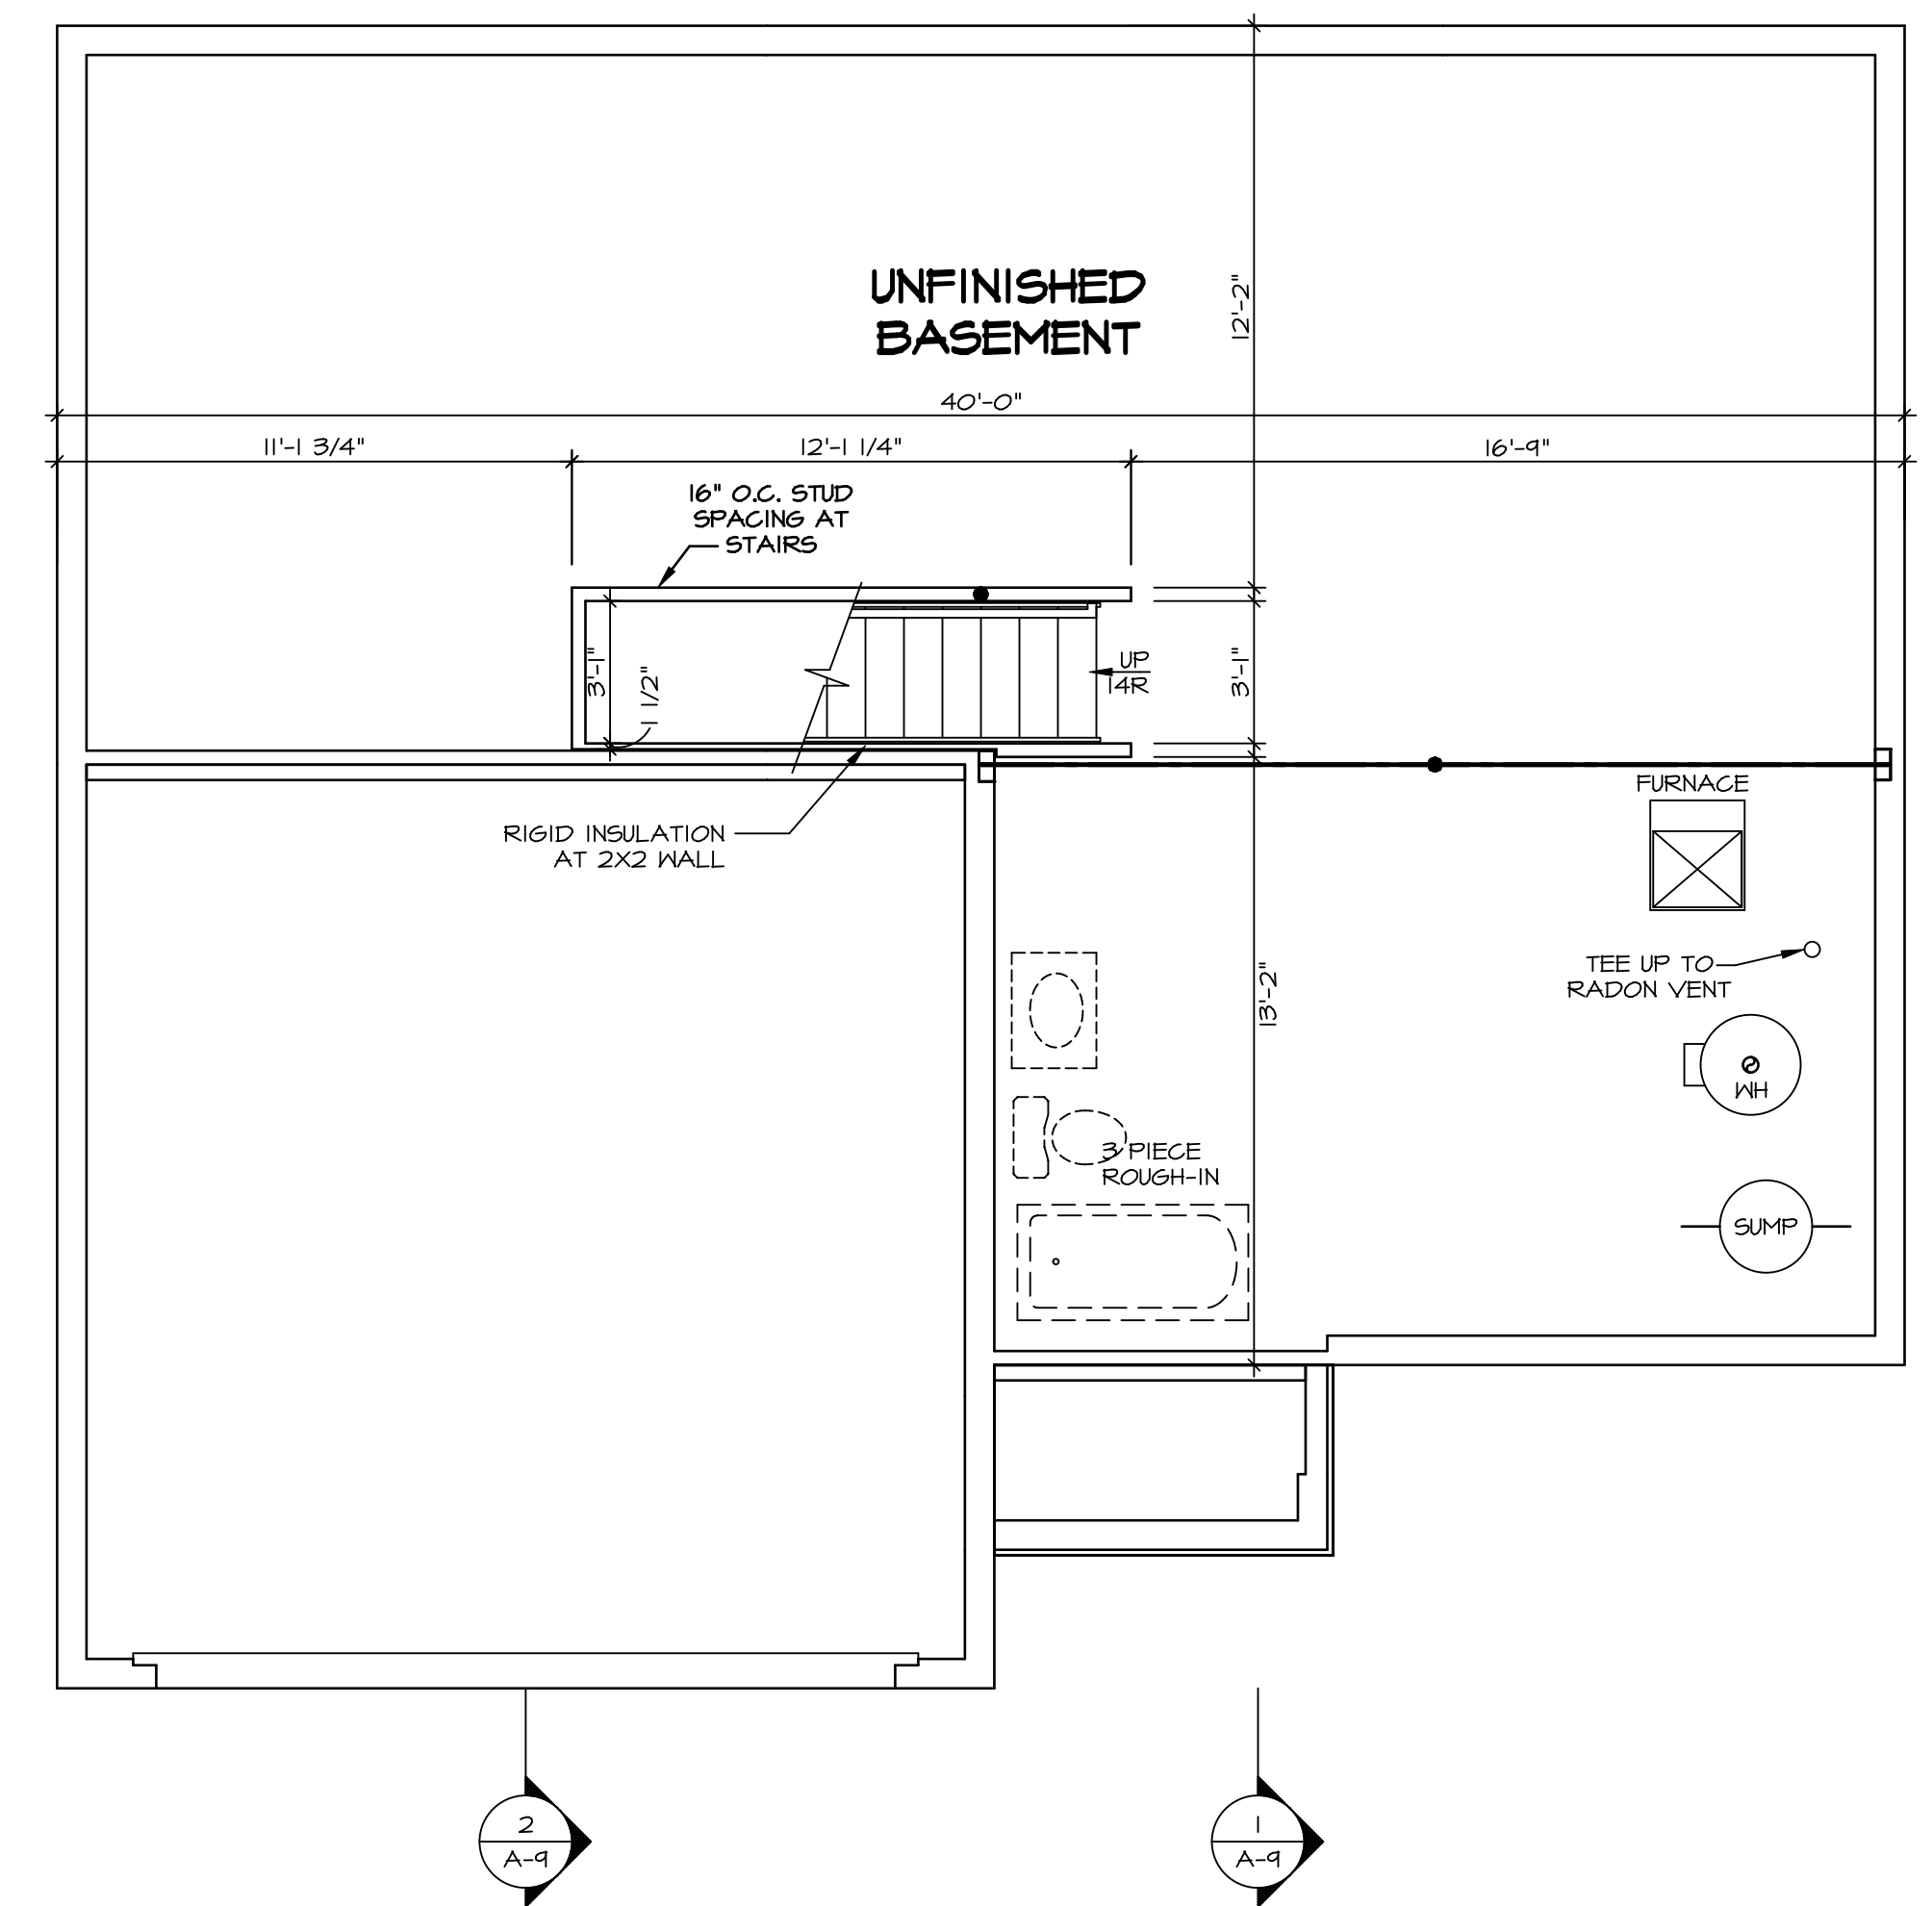 UNFINISHED
BASEMENT
12'-2"
40'-0"
11'-1 3/4"
12'-1 1/4"
16'-9"
16" O.C. STUD
SPACING AT
STAIRS
3'-1"
1 1/2"
UP
14R
3'-1"
RIGID INSULATION
AT 2X2 WALL
FURNACE
TEE UP TO
RADON VENT
13'-2"
WH
3 PIECE
ROUGH-IN
SUMP
2
A-9
1
A-9